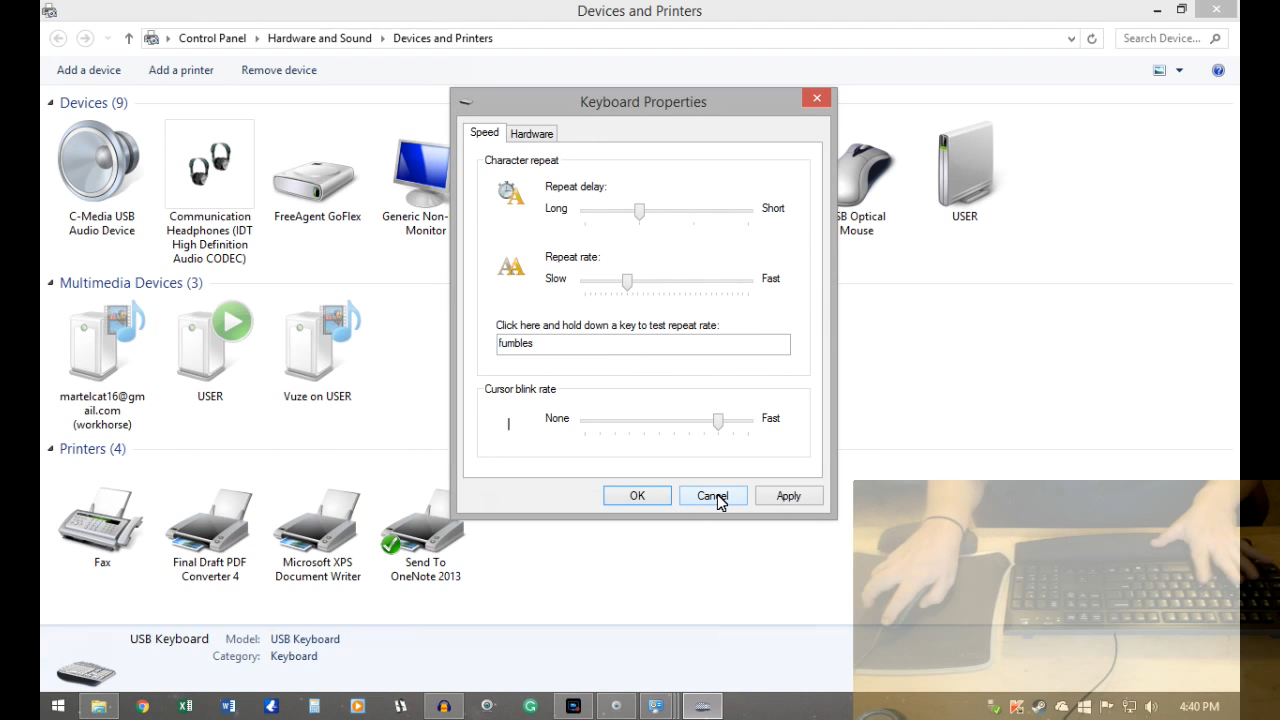 Devices and Printers
Control Panel
Hardware and Sound
Devices and Printers
Search Device...
Add a device
Add a printer
Remove device
Devices (9)
C-Media USB
Audio Device
Communication
Headphones (IDT
High Definition
Audio CODEC)
FreeAgent GoFlex
Generic Non-
Monitor
B Optical
Mouse
USER
Multimedia Devices (3)
martelcat16@gm
ail.com
(workhorse)
USER
Vuze on USER
Printers (4)
Fax
Final Draft PDF
Converter 4
Microsoft XPS
Document Writer
Send To
OneNote 2013
Keyboard Properties
Speed
Hardware
Character repeat
Repeat delay:
Long
Short
Repeat rate:
Slow
Fast
Click here and hold down a key to test repeat rate:
fumbles
Cursor blink rate
None
Fast
OK
Cancel
Apply
USB Keyboard
Model: USB Keyboard
Category: Keyboard
4:40 PM